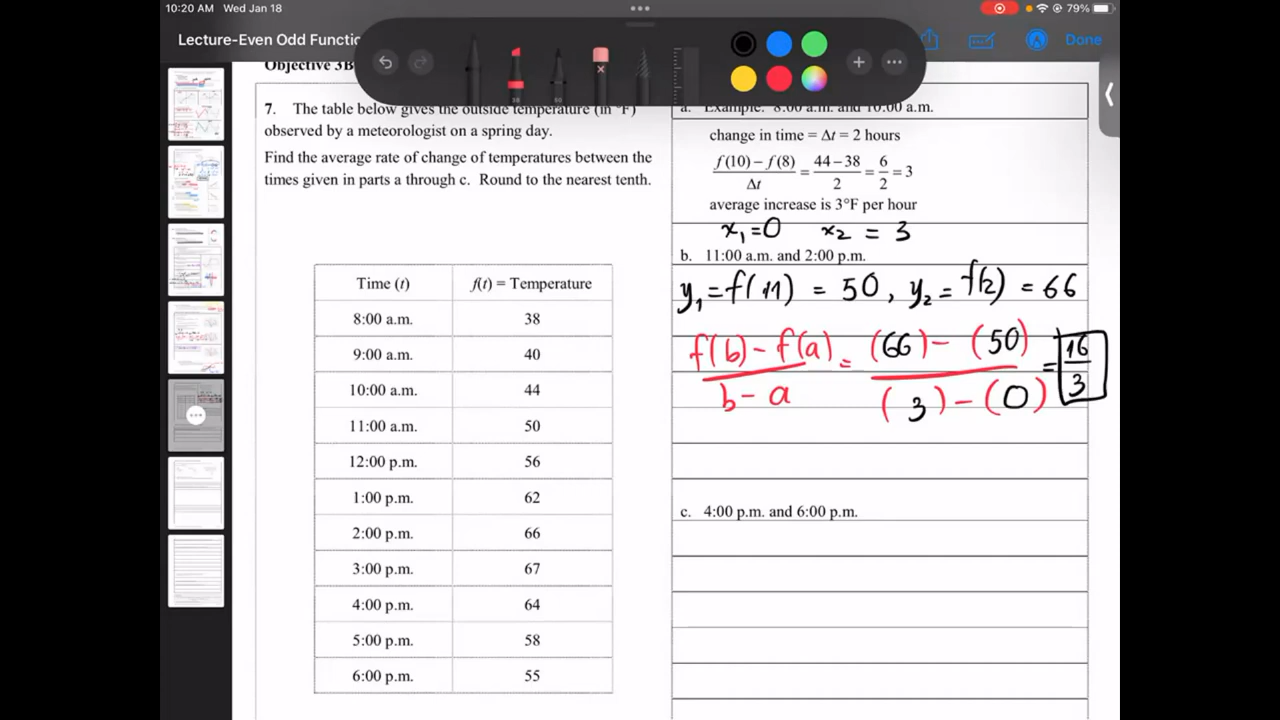 10:20 AM Wed Jan 18
79%
Lecture-Even Odd Functio
Done
Objective 3B
7. The table below gives the outside temperature (in °F)
observed by a meteorologist on a spring day.
Find the average rate of change of temperatures between the
times given in parts a through c. Round to the nearest tenth.
Time (t) f(t) = Temperature
8:00 a.m. 38
9:00 a.m. 40
10:00 a.m. 44
11:00 a.m. 50
12:00 p.m. 56
1:00 p.m. 62
2:00 p.m. 66
3:00 p.m. 67
4:00 p.m. 64
5:00 p.m. 58
6:00 p.m. 55
a. Example: 8:00 a.m. and 10:00 a.m.
change in time = Δt = 2 hours
f(10) − f(8) / Δt = 44 − 38 / 2 = 6 / 2 = 3
average increase is 3°F per hour
x₁=0 x₂ = 3
b. 11:00 a.m. and 2:00 p.m.
y₁=f(11) = 50, y₂= f(2) = 66
f(b) − f(a) / b − a = (66) − (50) / (3) − (0) = 16 / 3
c. 4:00 p.m. and 6:00 p.m.